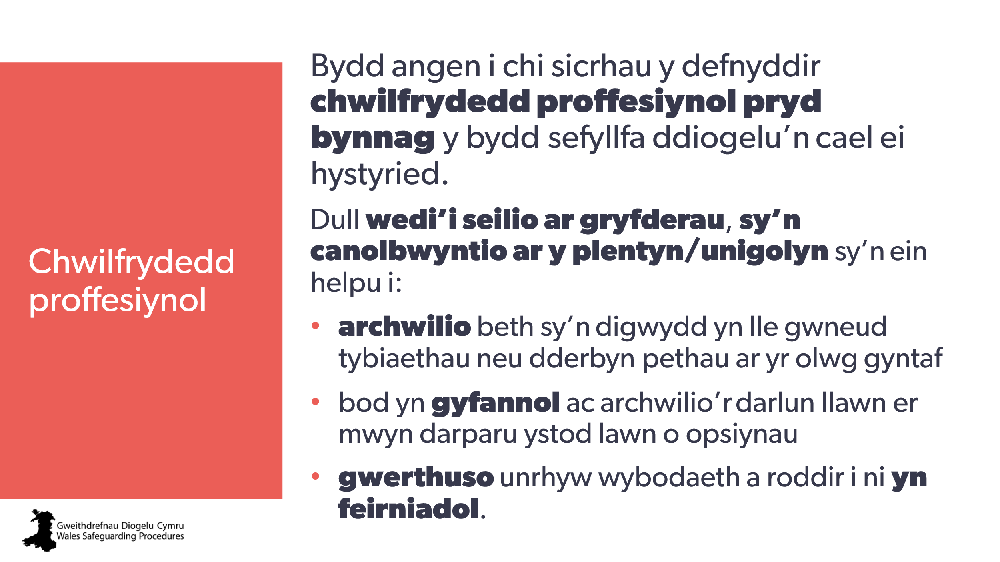 Chwilfrydedd
proffesiynol
Bydd angen i chi sicrhau y defnyddir
chwilfrydedd proffesiynol pryd
bynnag y bydd sefyllfa ddiogelu’n cael ei
hystyried.
Dull wedi’i seilio ar gryfderau, sy’n
canolbwyntio ar y plentyn/unigolyn sy’n ein
helpu i:
• archwilio beth sy’n digwydd yn lle gwneud
tybiaethau neu dderbyn pethau ar yr olwg gyntaf
• bod yn gyfannol ac archwilio’r darlun llawn er
mwyn darparu ystod lawn o opsiynau
• gwerthuso unrhyw wybodaeth a roddir i ni yn
feirniadol.
Gweithdrefnau Diogelu Cymru
Wales Safeguarding Procedures